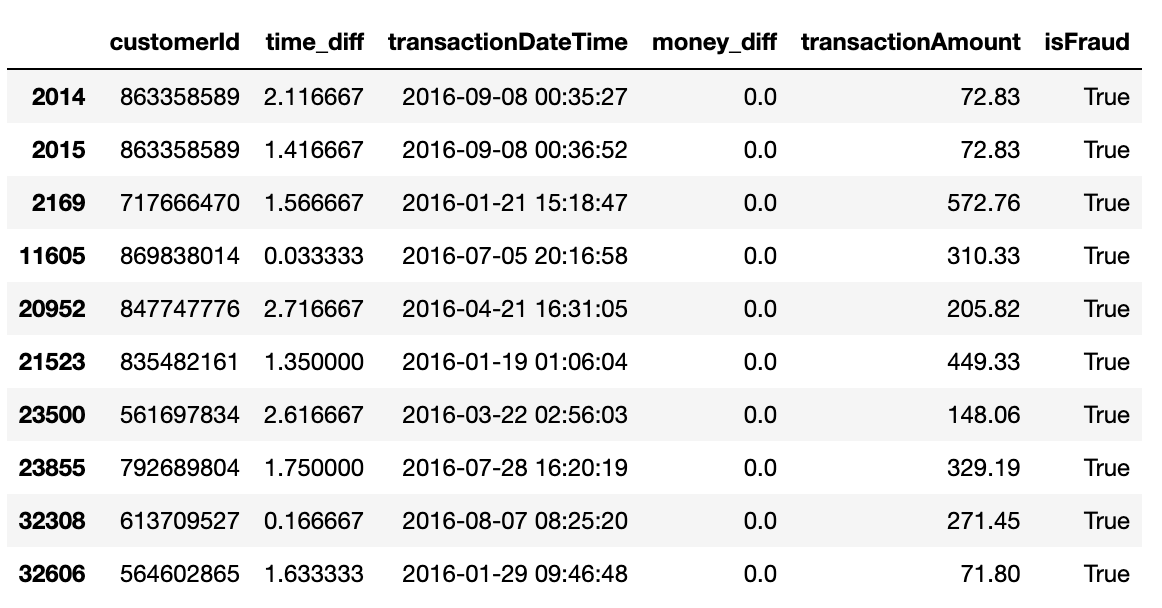 customerId time_diff transactionDateTime money_diff transactionAmount isFraud
2014 863358589 2.116667 2016-09-08 00:35:27 0.0 72.83 True
2015 863358589 1.416667 2016-09-08 00:36:52 0.0 72.83 True
2169 717666470 1.566667 2016-01-21 15:18:47 0.0 572.76 True
11605 869838014 0.033333 2016-07-05 20:16:58 0.0 310.33 True
20952 847747776 2.716667 2016-04-21 16:31:05 0.0 205.82 True
21523 835482161 1.350000 2016-01-19 01:06:04 0.0 449.33 True
23500 561697834 2.616667 2016-03-22 02:56:03 0.0 148.06 True
23855 792689804 1.750000 2016-07-28 16:20:19 0.0 329.19 True
32308 613709527 0.166667 2016-08-07 08:25:20 0.0 271.45 True
32606 564602865 1.633333 2016-01-29 09:46:48 0.0 71.80 True